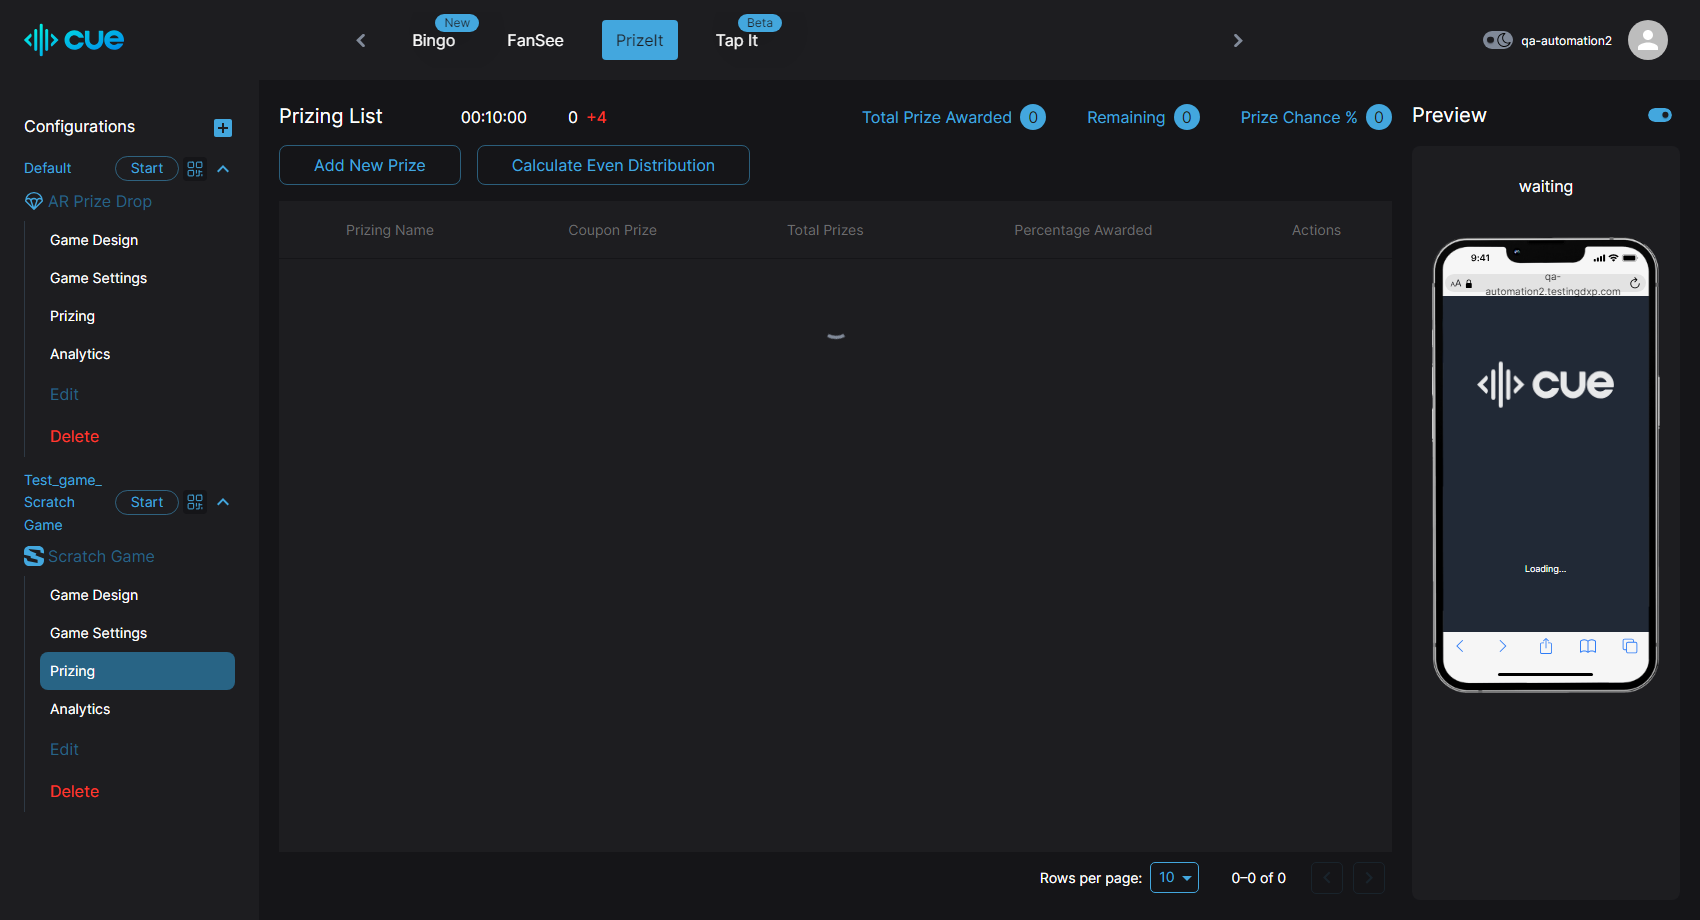 cue
New
Bingo
FanSee
PrizeIt
Beta
Tap It
qa-automation2
Configurations
Default
Start
AR Prize Drop
Game Design
Game Settings
Prizing
Analytics
Edit
Delete
Test_game_
Scratch
Game
Start
Scratch Game
Game Design
Game Settings
Prizing
Analytics
Edit
Delete
Prizing List
00:10:00
0 +4
Total Prize Awarded 0
Remaining 0
Prize Chance % 0
Add New Prize
Calculate Even Distribution
Prizing Name
Coupon Prize
Total Prizes
Percentage Awarded
Actions
Rows per page: 10
0–0 of 0
Preview
waiting
9:41
AA
qa-
automation2.testingdxp.com
cue
Loading...